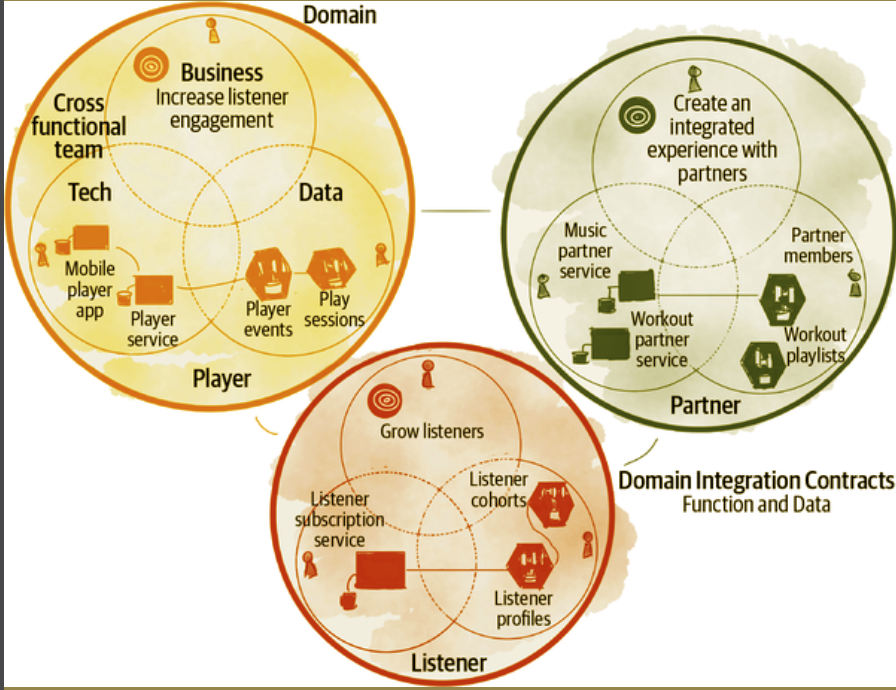 Domain
Business
Increase listener
engagement
Cross
functional
team
Tech
Data
Mobile
player
app
Player
service
Player
events
Play
sessions
Player
Create an
integrated
experience with
partners
Music
partner
service
Partner
members
Workout
partner
service
Workout
playlists
Partner
Grow listeners
Listener
subscription
service
Listener
cohorts
Listener
profiles
Listener
Domain Integration Contracts
Function and Data